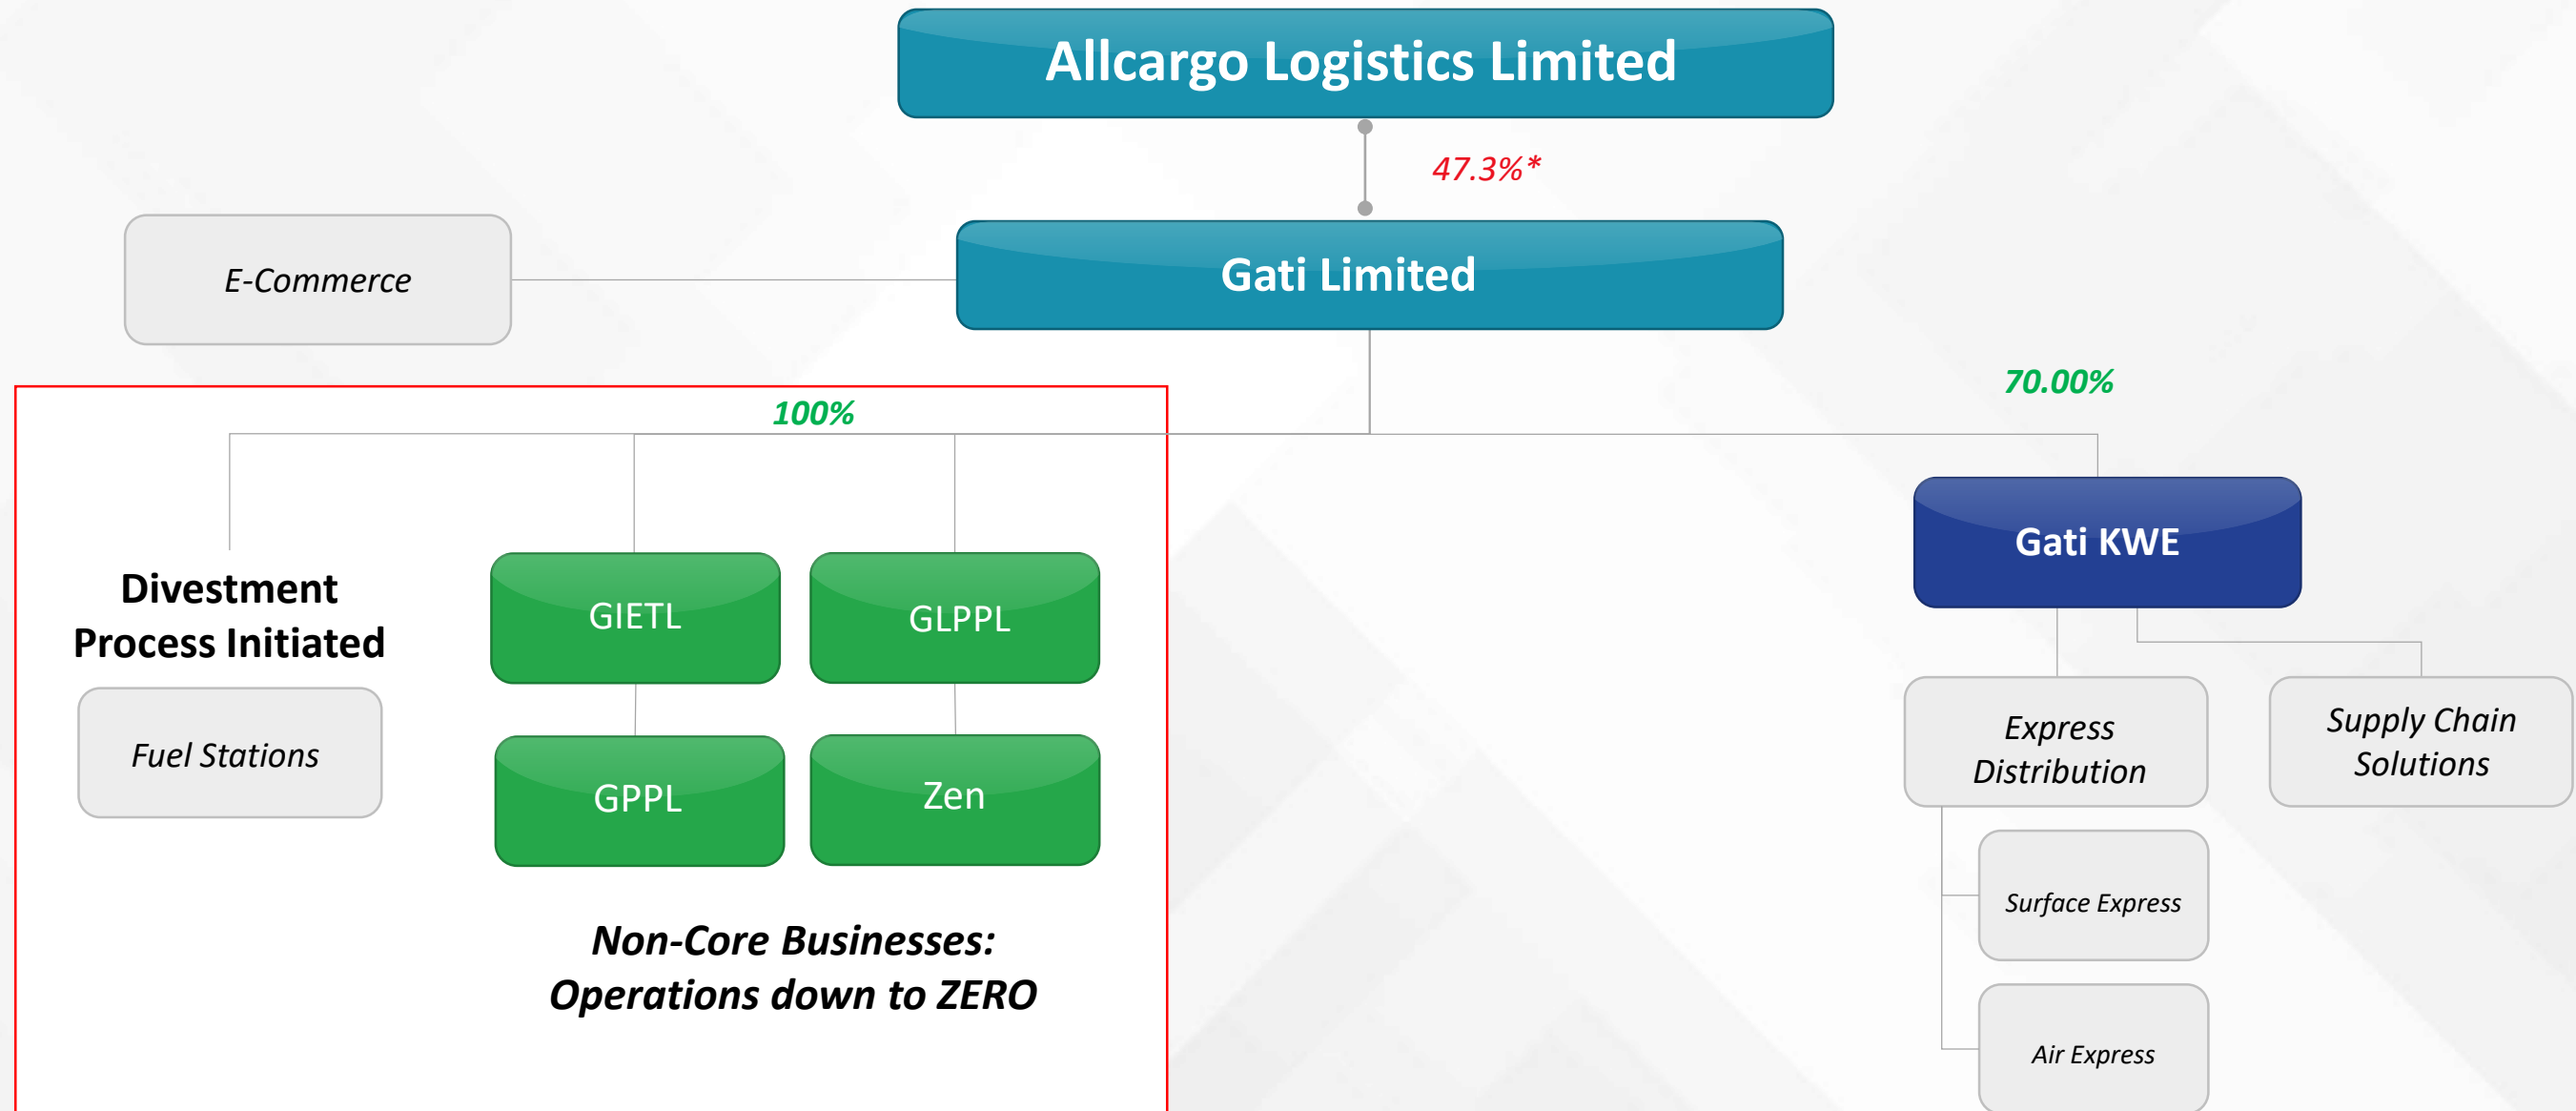 Allcargo Logistics Limited
47.3%*
E-Commerce
Gati Limited
100%
70.00%
Gati KWE
Divestment
Process Initiated
GIETL
GLPPL
Fuel Stations
GPPL
Zen
Express
Distribution
Supply Chain
Solutions
Surface Express
Non-Core Businesses:
Operations down to ZERO
Air Express